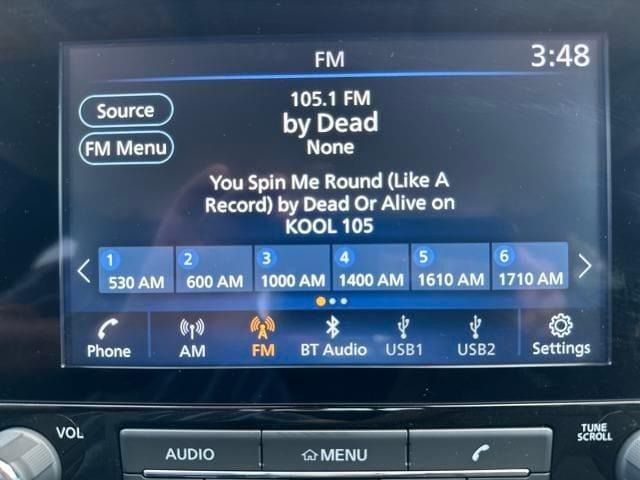 FM
3:48
Source
FM Menu
105.1 FM
by Dead
None
You Spin Me Round (Like A
Record) by Dead Or Alive on
KOOL 105
1 530 AM
2 600 AM
3 1000 AM
4 1400 AM
5 1610 AM
6 1710 AM
Phone
AM
FM
BT Audio
USB1
USB2
Settings
VOL
AUDIO
MENU
TUNE
SCROLL